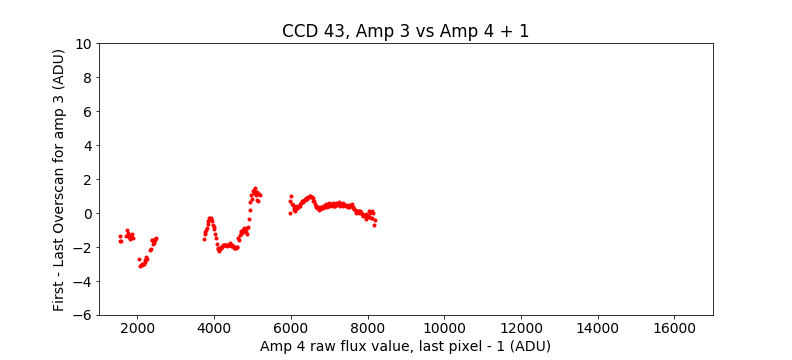 CCD 43, Amp 3 vs Amp 4 + 1
First - Last Overscan for amp 3 (ADU)
10
8
6
4
2
0
−2
−4
−6
2000 4000 6000 8000 10000 12000 14000 16000
Amp 4 raw flux value, last pixel - 1 (ADU)